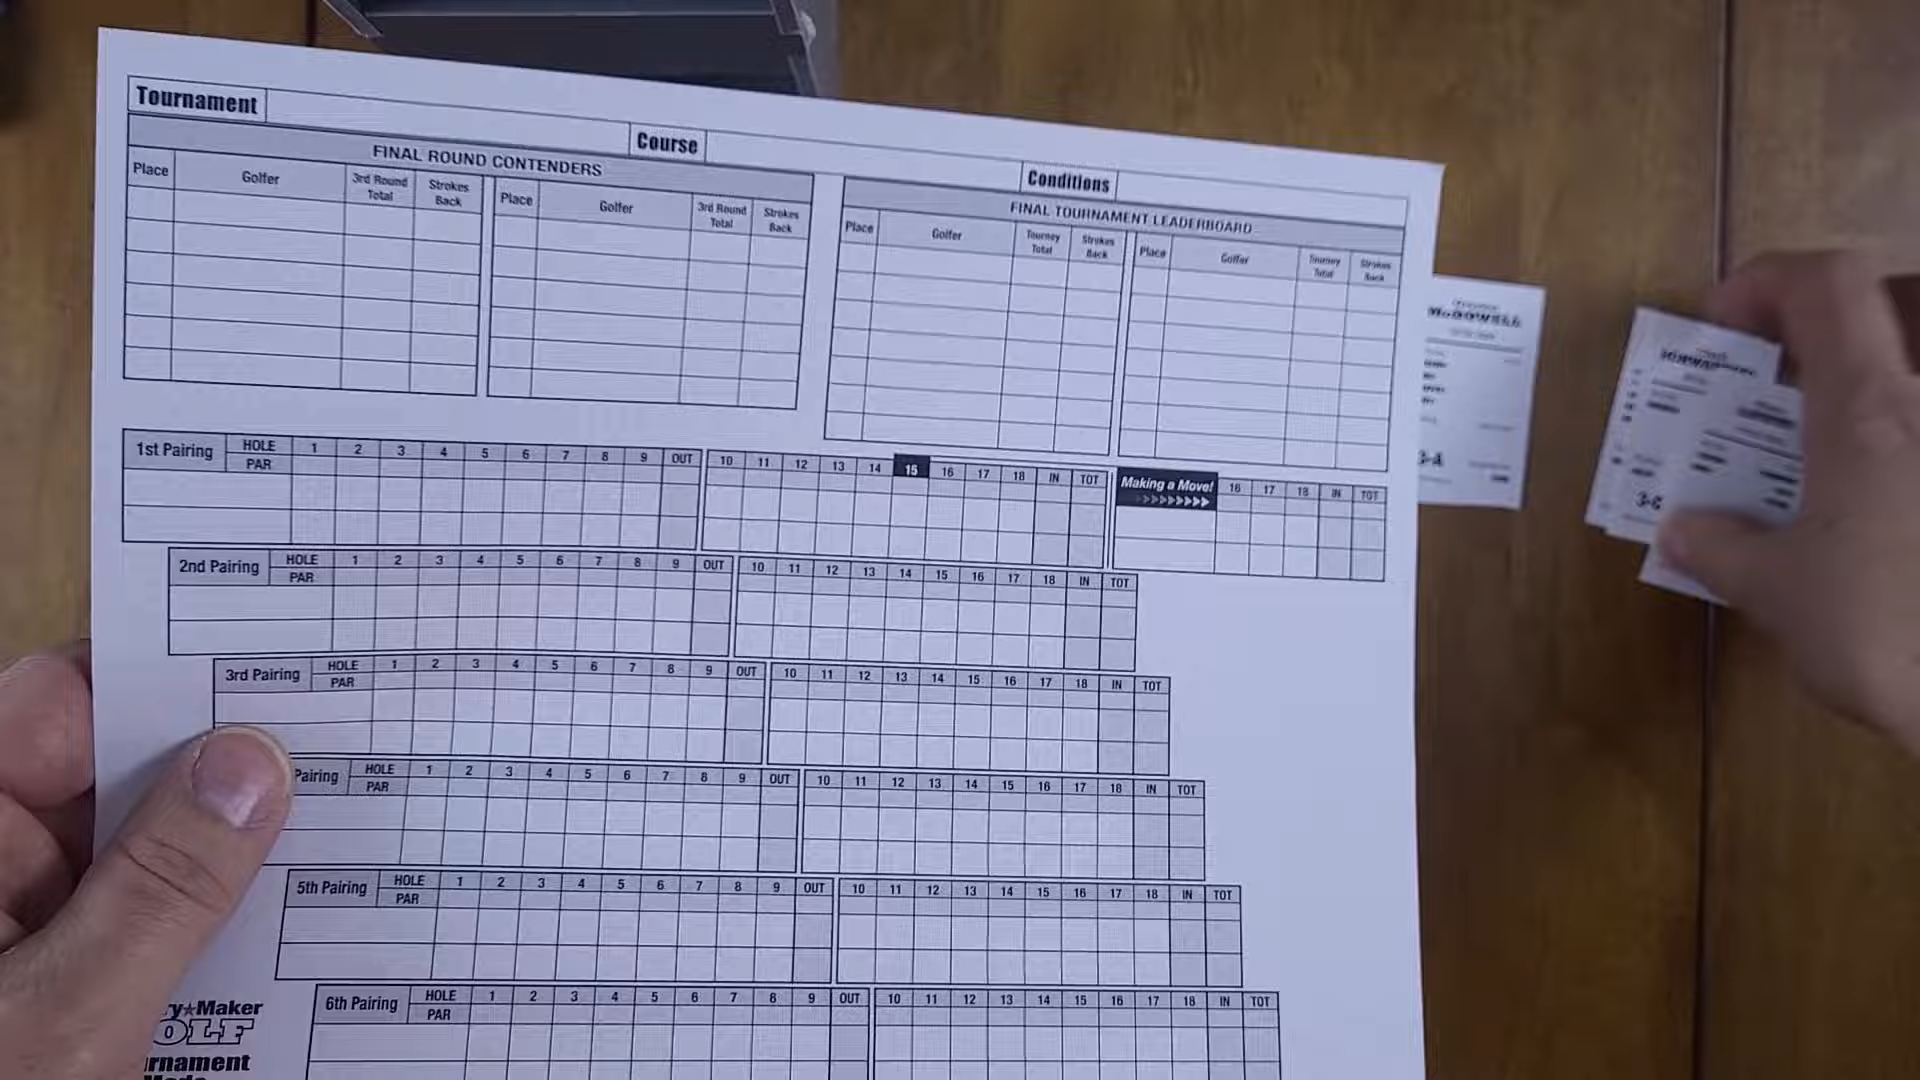 Tournament
Course
Conditions
FINAL ROUND CONTENDERS
Place Golfer 3rd Round Total Strokes Back Place Golfer 3rd Round Total Strokes Back
FINAL TOURNAMENT LEADERBOARD
Place Golfer Tourney Total Strokes Back Place Golfer Tourney Total Strokes Back
1st Pairing HOLE 1 2 3 4 5 6 7 8 9 OUT 10 11 12 13 14 15 16 17 18 IN TOT Making a Move! 16 17 18 IN TOT
PAR
2nd Pairing HOLE 1 2 3 4 5 6 7 8 9 OUT 10 11 12 13 14 15 16 17 18 IN TOT
PAR
3rd Pairing HOLE 1 2 3 4 5 6 7 8 9 OUT 10 11 12 13 14 15 16 17 18 IN TOT
PAR
Pairing HOLE 1 2 3 4 5 6 7 8 9 OUT 10 11 12 13 14 15 16 17 18 IN TOT
PAR
5th Pairing HOLE 1 2 3 4 5 6 7 8 9 OUT 10 11 12 13 14 15 16 17 18 IN TOT
PAR
6th Pairing HOLE 1 2 3 4 5 6 7 8 9 OUT 10 11 12 13 14 15 16 17 18 IN TOT
PAR
ry★Maker
OLF
rnament
McDOWELL
3-4